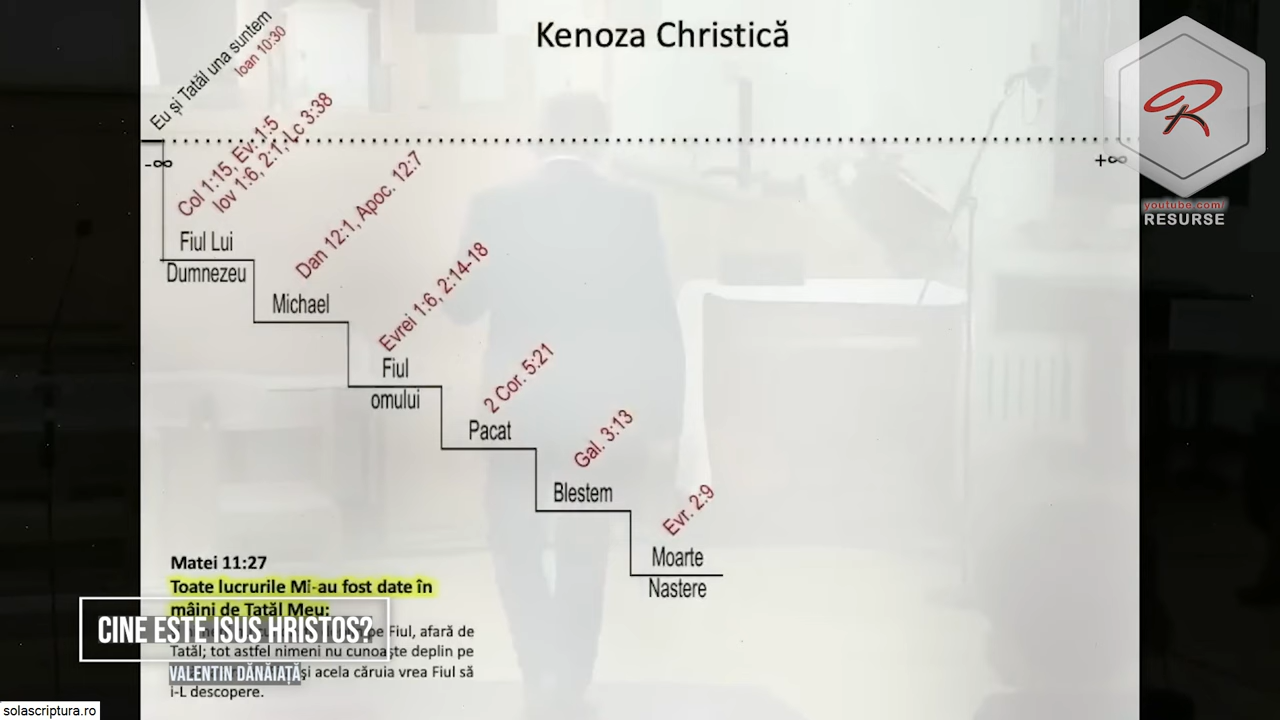 Kenoza Christică
Eu și Tatăl una suntem
Ioan 10:30
R
youtube.com/
RESURSE
-∞
+∞
Col 1:15, Ev. 1:5
Iov 1:6, 2:1, Lc 3:38
Fiul Lui
Dumnezeu
Dan 12:1, Apoc. 12:7
Michael
Evrei 1:6, 2:14-18
Fiul
omului
2 Cor. 5:21
Pacat
Gal. 3:13
Blestem
Evr. 2:9
Moarte
Nastere
Matei 11:27
Toate lucrurile Mi-au fost date în
mâini de Tatăl Meu:
CINE ESTE ISUS HRISTOS?
pe Fiul, afară de
Tatăl; tot astfel nimeni nu cunoaște deplin pe
VALENTIN DĂNĂIAȚĂ
și acela căruia vrea Fiul să
i-L descopere.
solascriptura.ro